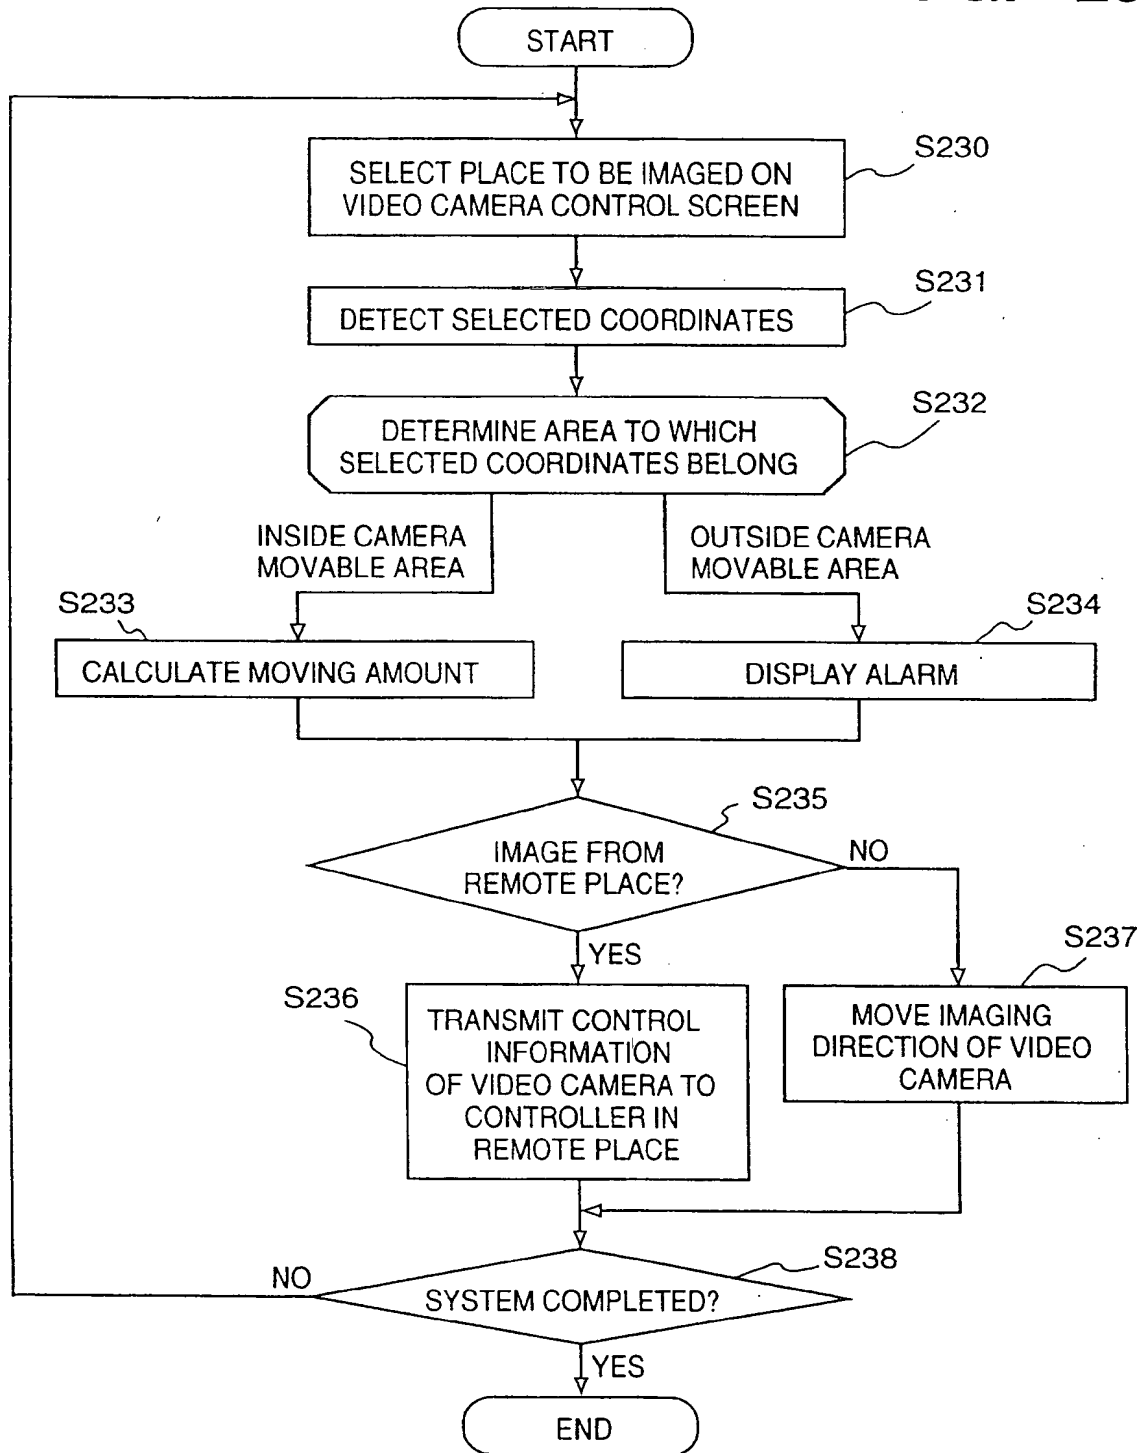 START
SELECT PLACE TO BE IMAGED ON
VIDEO CAMERA CONTROL SCREEN
S230
DETECT SELECTED COORDINATES
S231
DETERMINE AREA TO WHICH
SELECTED COORDINATES BELONG
S232
INSIDE CAMERA
MOVABLE AREA
OUTSIDE CAMERA
MOVABLE AREA
S233
CALCULATE MOVING AMOUNT
S234
DISPLAY ALARM
S235
IMAGE FROM
REMOTE PLACE?
NO
YES
S236
TRANSMIT CONTROL
INFORMATION
OF VIDEO CAMERA TO
CONTROLLER IN
REMOTE PLACE
S237
MOVE IMAGING
DIRECTION OF VIDEO
CAMERA
S238
NO
SYSTEM COMPLETED?
YES
END